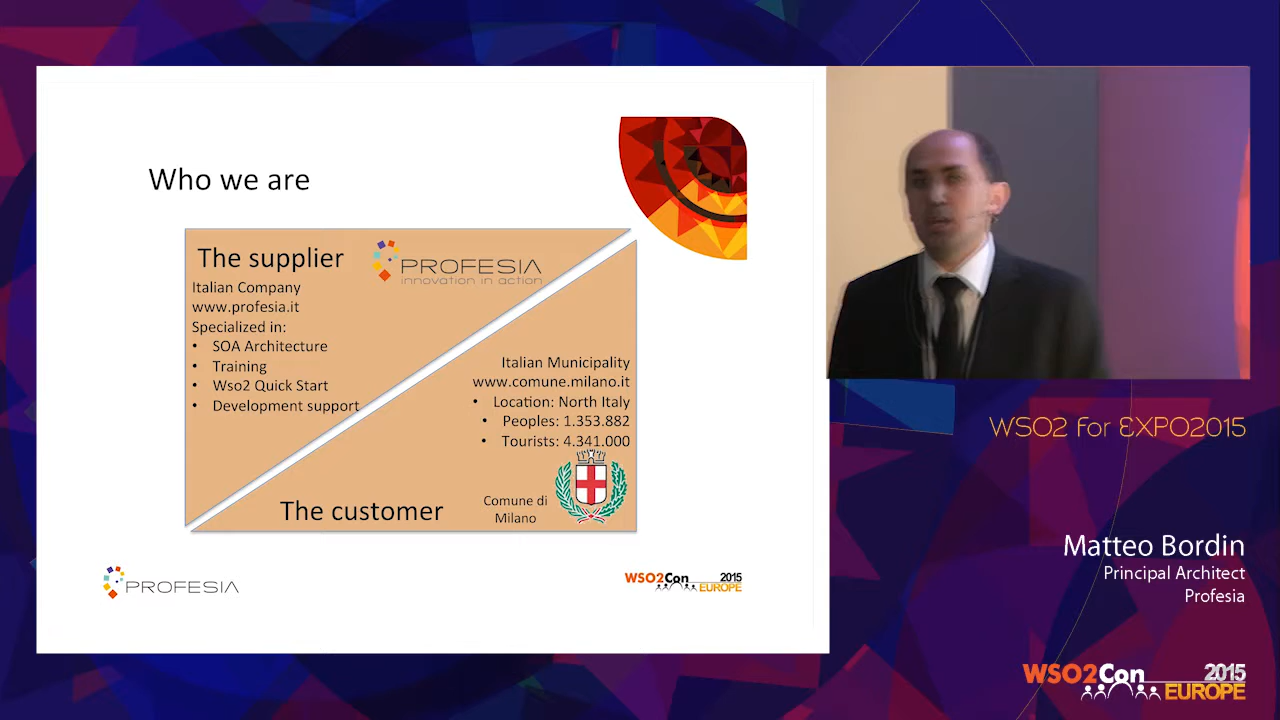 Who we are
The supplier
PROFESIA
innovation in action
Italian Company
www.profesia.it
Specialized in:
• SOA Architecture
• Training
• Wso2 Quick Start
• Development support
Italian Municipality
www.comune.milano.it
• Location: North Italy
• Peoples: 1.353.882
• Tourists: 4.341.000
The customer
Comune di
Milano
PROFESIA
WSO2Con 2015
EUROPE
WSO2 for EXPO2015
Matteo Bordin
Principal Architect
Profesia
WSO2Con 2015
EUROPE